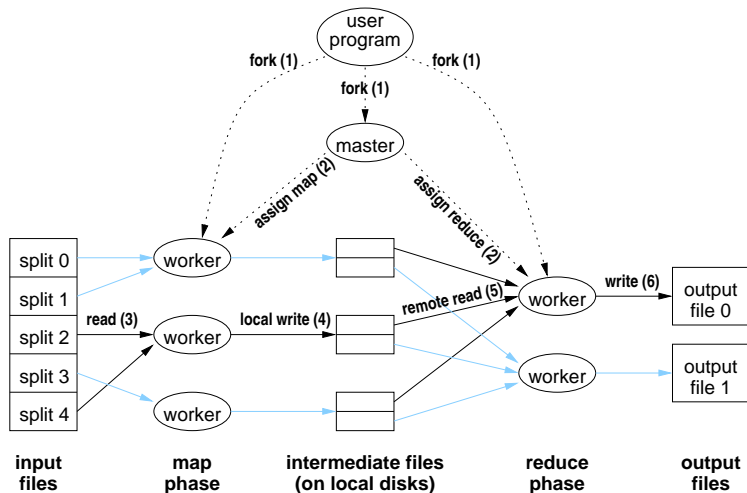 user
program
fork (1)
fork (1)
fork (1)
master
assign map (2)
assign reduce (2)
split 0
split 1
split 2
split 3
split 4
worker
read (3)
worker
worker
local write (4)
remote read (5)
worker
worker
write (6)
output
file 0
output
file 1
input
files
map
phase
intermediate files
(on local disks)
reduce
phase
output
files